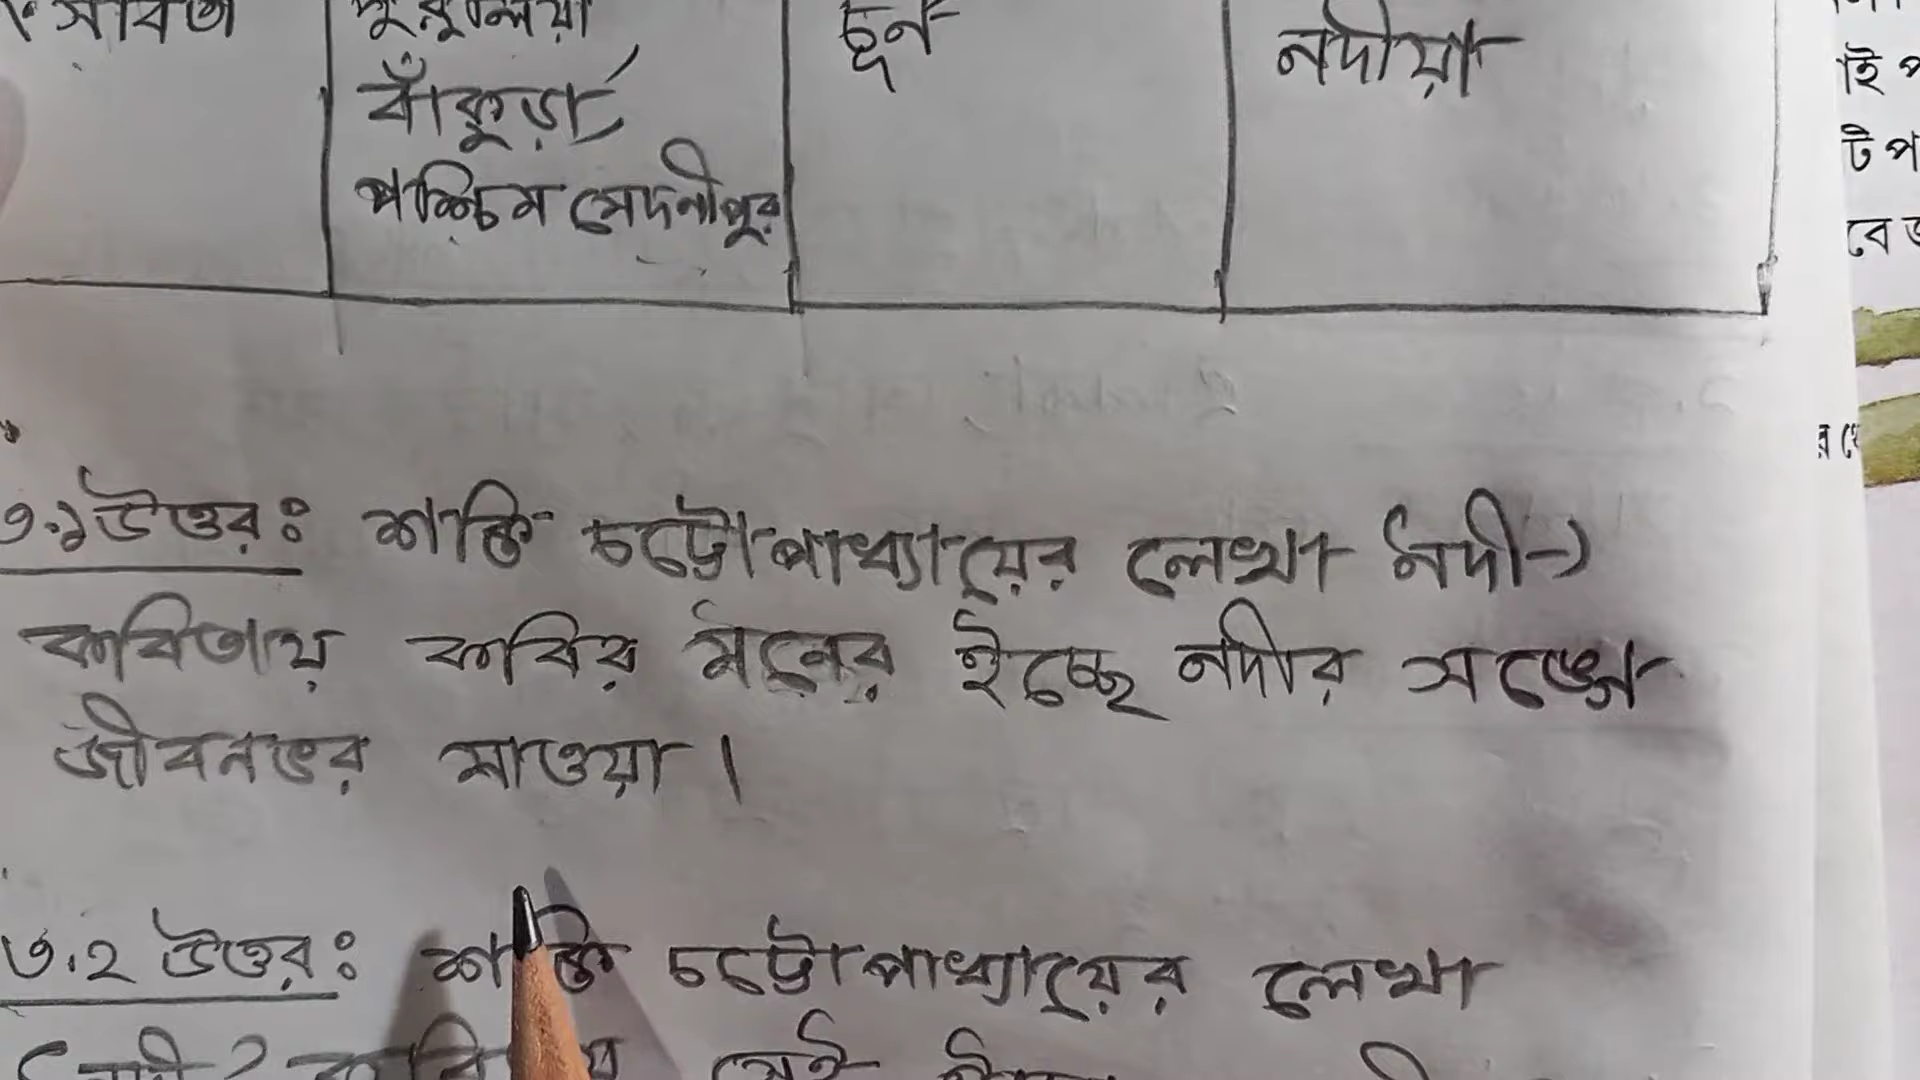 পুরুলিয়া
বাঁকুড়া
পশ্চিম মেদনীপুর
চূর্ন
নদীয়া
৩.১ উত্তর: শক্তি চট্টোপাধ্যায়ের লেখা 'নদী'
কবিতায় কবির মনের ইচ্ছে নদীর সঙ্গে
জীবনভর যাওয়া।
৩.২ উত্তর: শক্তি চট্টোপাধ্যায়ের লেখা